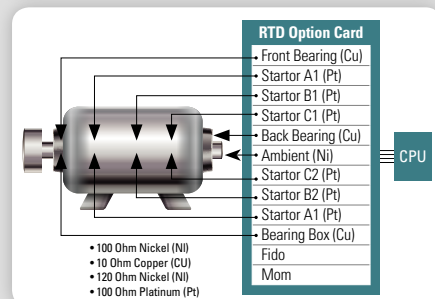 RTD Option Card
Front Bearing (Cu)
Startor A1 (Pt)
Startor B1 (Pt)
Startor C1 (Pt)
Back Bearing (Cu)
Ambient (Ni)
Startor C2 (Pt)
Startor B2 (Pt)
Startor A1 (Pt)
Bearing Box (Cu)
Fido
Mom
CPU
• 100 Ohm Nickel (NI)
• 10 Ohm Copper (CU)
• 120 Ohm Nickel (NI)
• 100 Ohm Platinum (Pt)